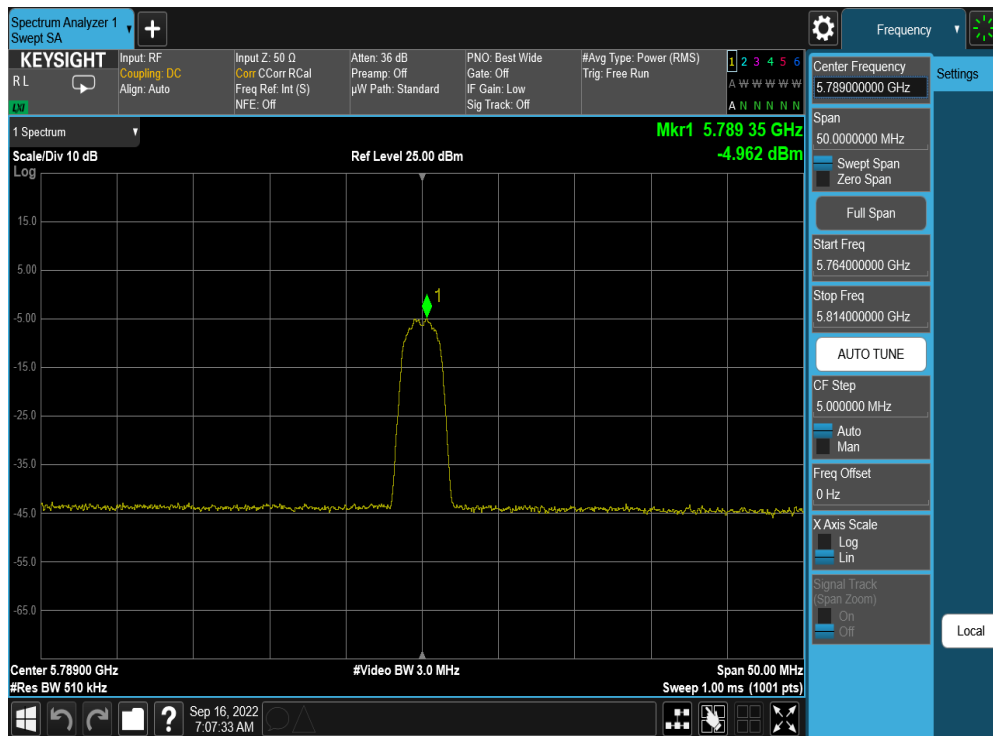 Spectrum Analyzer 1
Swept SA
Frequency
KEYSIGHT
R L
LXI
Input: RF
Coupling: DC
Align: Auto
Input Z: 50 Ω
Corr CCorr RCal
Freq Ref: Int (S)
NFE: Off
Atten: 36 dB
Preamp: Off
µW Path: Standard
PNO: Best Wide
Gate: Off
IF Gain: Low
Sig Track: Off
#Avg Type: Power (RMS)
Trig: Free Run
1 2 3 4 5 6
A W W W W W
A N N N N N
1 Spectrum
Scale/Div 10 dB
Log
Ref Level 25.00 dBm
Mkr1 5.789 35 GHz
-4.962 dBm
15.0
5.00
-5.00
-15.0
-25.0
-35.0
-45.0
-55.0
-65.0
1
Center 5.78900 GHz
#Res BW 510 kHz
#Video BW 3.0 MHz
Span 50.00 MHz
Sweep 1.00 ms (1001 pts)
Center Frequency
5.789000000 GHz
Settings
Span
50.0000000 MHz
Swept Span
Zero Span
Full Span
Start Freq
5.764000000 GHz
Stop Freq
5.814000000 GHz
AUTO TUNE
CF Step
5.000000 MHz
Auto
Man
Freq Offset
0 Hz
X Axis Scale
Log
Lin
Signal Track
(Span Zoom)
On
Off
Local
?
Sep 16, 2022
7:07:33 AM